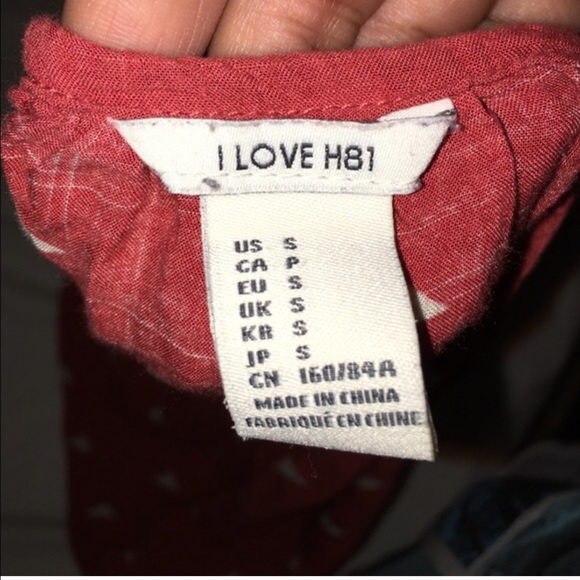 I LOVE H81
US S
CA P
EU S
UK S
KR S
JP S
CN 160/84A
MADE IN CHINA
FABRIQUÉ EN CHINE